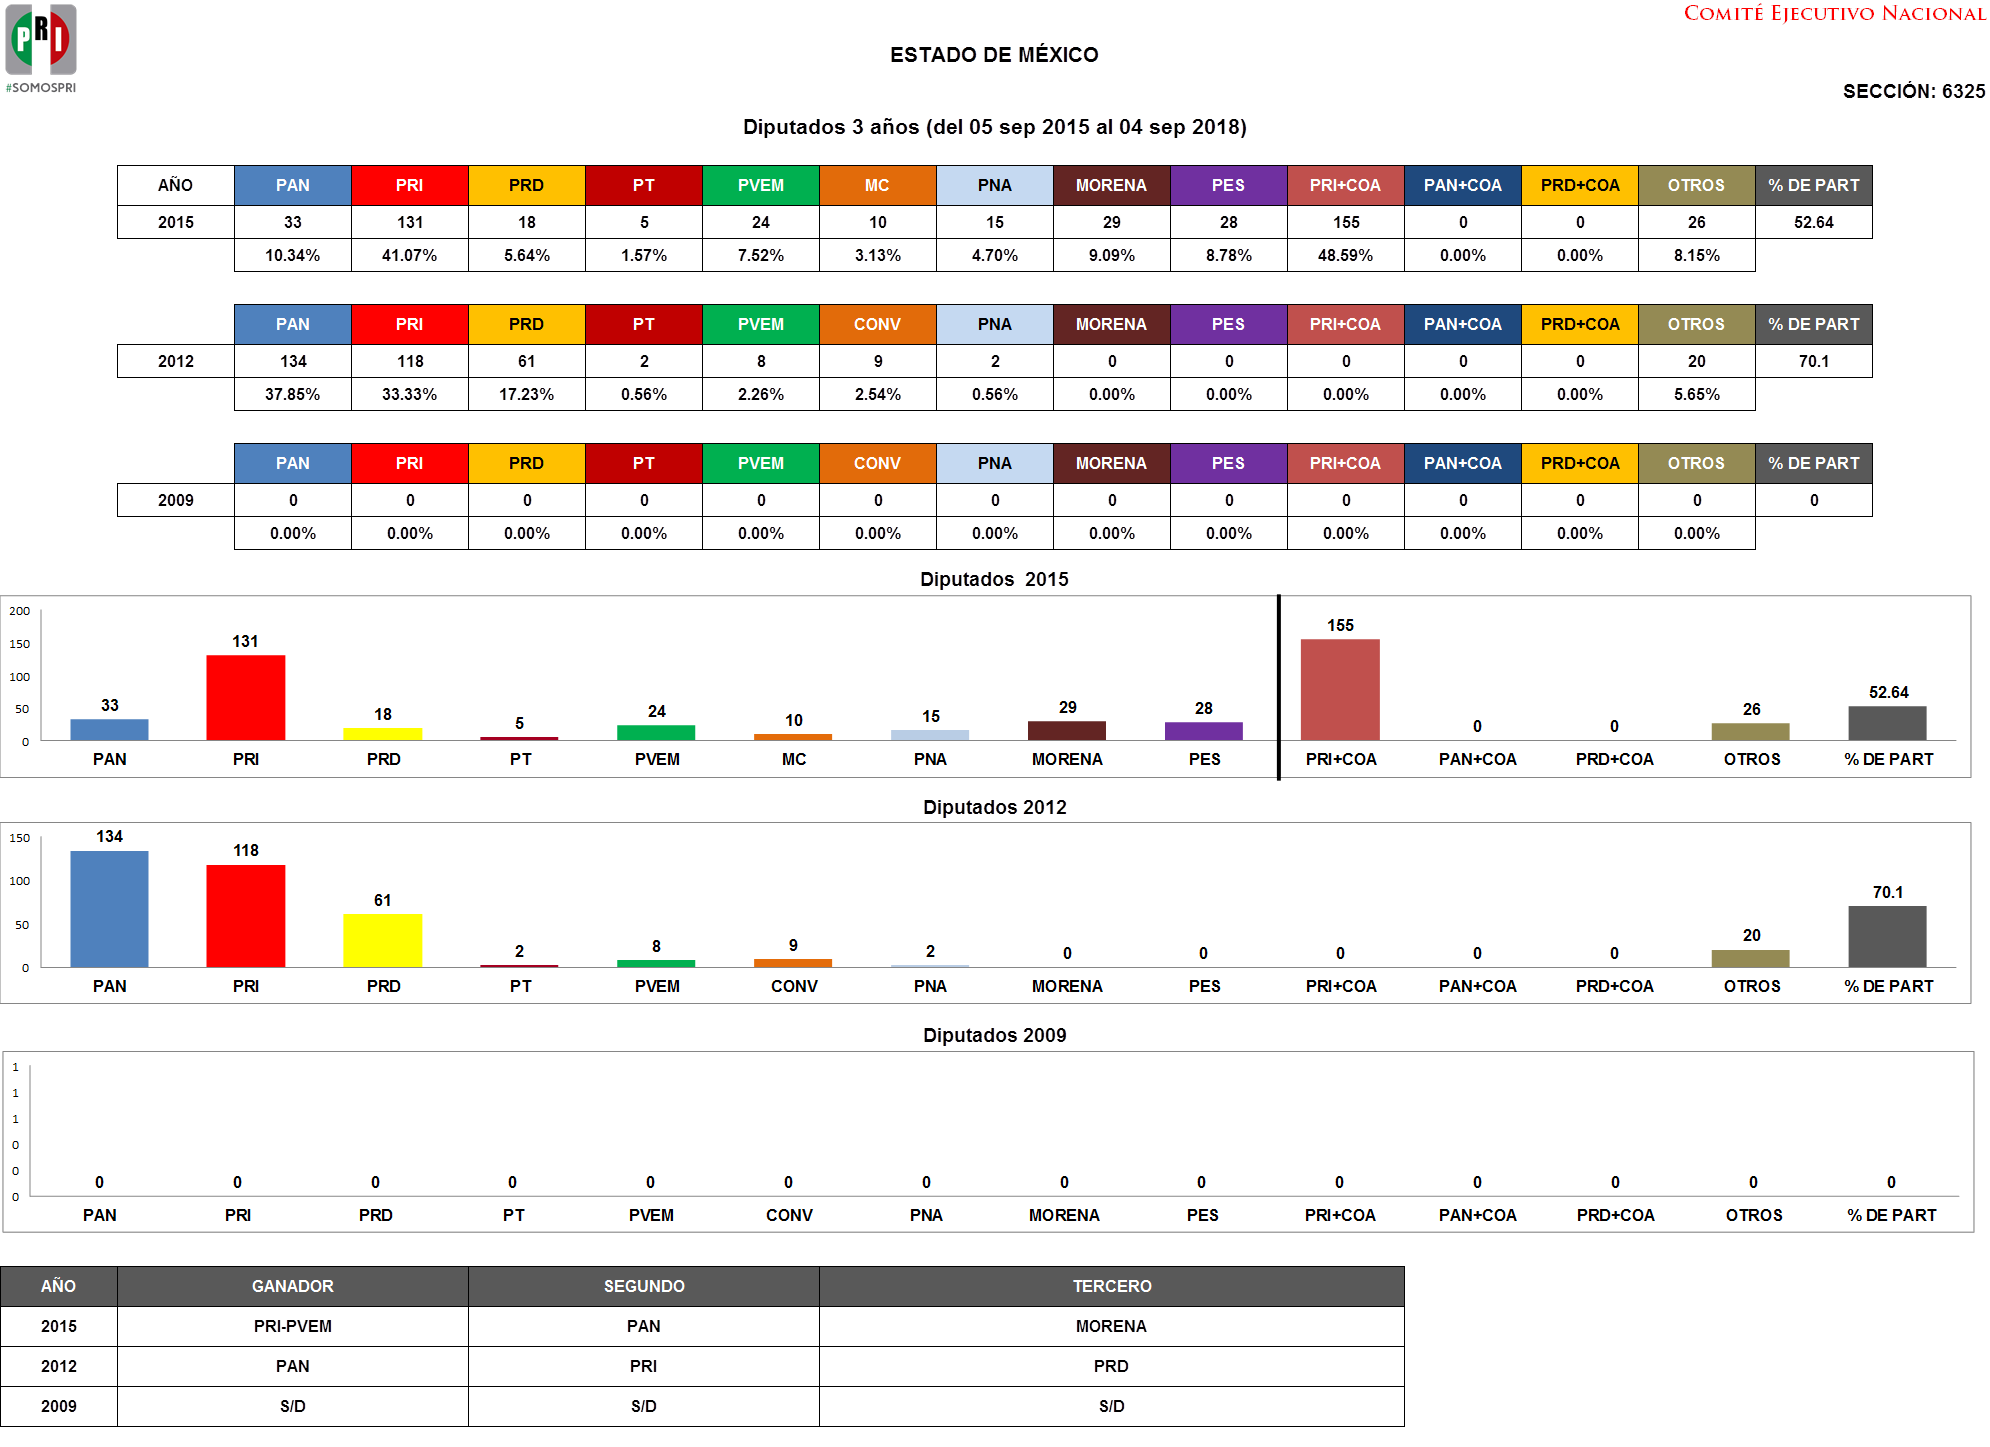 PRI
#SOMOSPRI
COMITÉ EJECUTIVO NACIONAL
ESTADO DE MÉXICO
SECCIÓN: 6325
Diputados 3 años (del 05 sep 2015 al 04 sep 2018)
AÑO PAN PRI PRD PT PVEM MC PNA MORENA PES PRI+COA PAN+COA PRD+COA OTROS % DE PART
2015 33 131 18 5 24 10 15 29 28 155 0 0 26 52.64
10.34% 41.07% 5.64% 1.57% 7.52% 3.13% 4.70% 9.09% 8.78% 48.59% 0.00% 0.00% 8.15%
PAN PRI PRD PT PVEM CONV PNA MORENA PES PRI+COA PAN+COA PRD+COA OTROS % DE PART
2012 134 118 61 2 8 9 2 0 0 0 0 0 20 70.1
37.85% 33.33% 17.23% 0.56% 2.26% 2.54% 0.56% 0.00% 0.00% 0.00% 0.00% 0.00% 5.65%
PAN PRI PRD PT PVEM CONV PNA MORENA PES PRI+COA PAN+COA PRD+COA OTROS % DE PART
2009 0 0 0 0 0 0 0 0 0 0 0 0 0 0
0.00% 0.00% 0.00% 0.00% 0.00% 0.00% 0.00% 0.00% 0.00% 0.00% 0.00% 0.00% 0.00%
Diputados 2015
200
150
100
50
0
33 131 18 5 24 10 15 29 28 155 0 0 26 52.64
PAN PRI PRD PT PVEM MC PNA MORENA PES PRI+COA PAN+COA PRD+COA OTROS % DE PART
Diputados 2012
150
100
50
0
134 118 61 2 8 9 2 0 0 0 0 0 20 70.1
PAN PRI PRD PT PVEM CONV PNA MORENA PES PRI+COA PAN+COA PRD+COA OTROS % DE PART
Diputados 2009
1
1
1
0
0
0
0 0 0 0 0 0 0 0 0 0 0 0 0 0
PAN PRI PRD PT PVEM CONV PNA MORENA PES PRI+COA PAN+COA PRD+COA OTROS % DE PART
AÑO GANADOR SEGUNDO TERCERO
2015 PRI-PVEM PAN MORENA
2012 PAN PRI PRD
2009 S/D S/D S/D